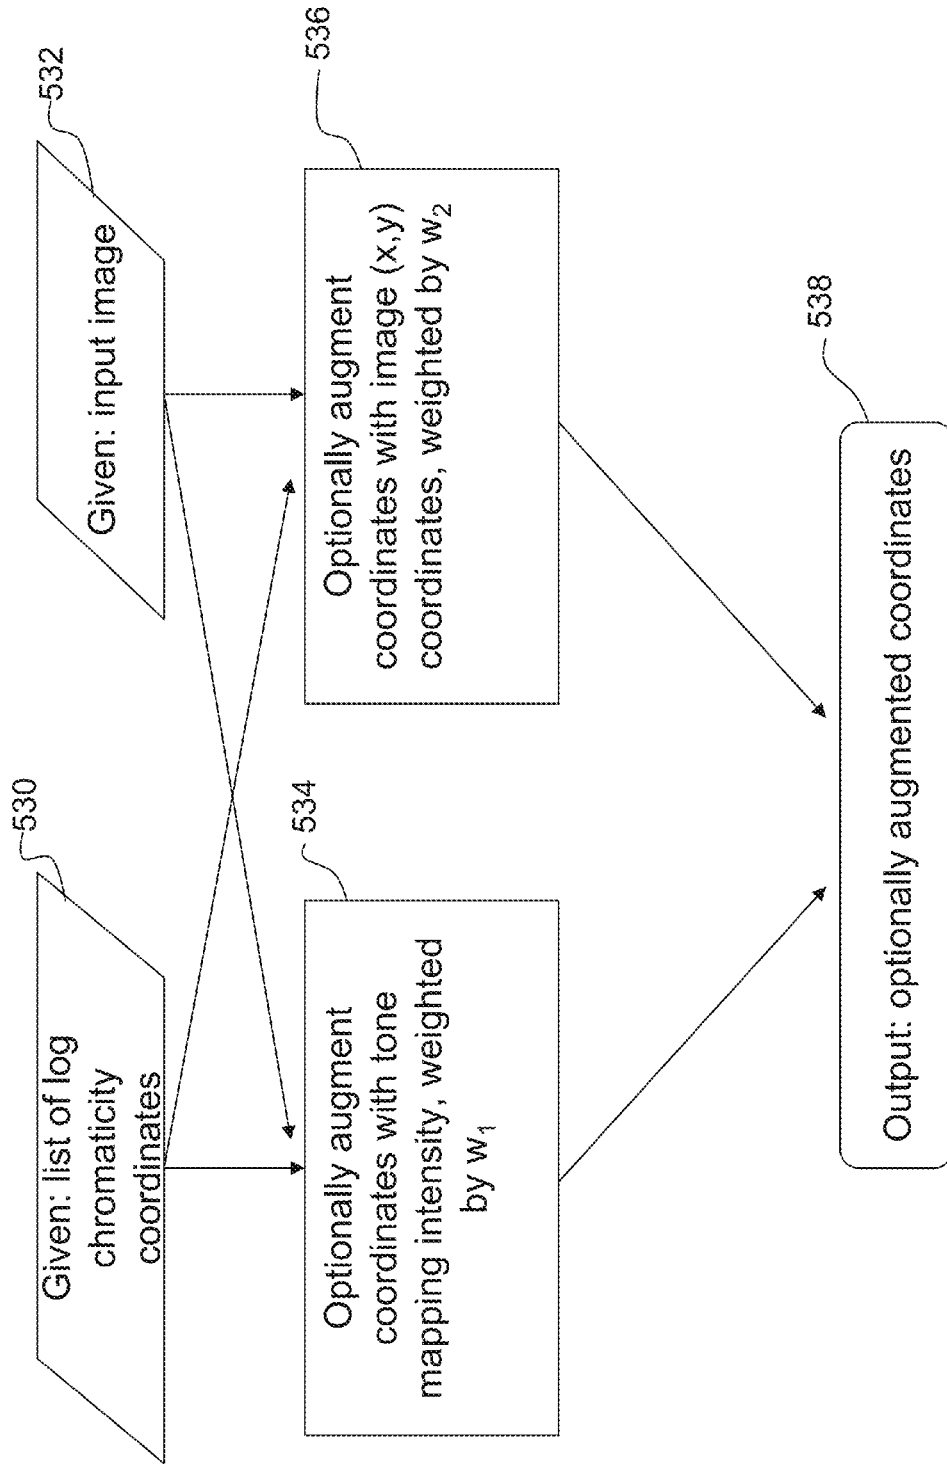 530
Given: list of log
chromaticity
coordinates
532
Given: input image
534
Optionally augment
coordinates with tone
mapping intensity, weighted
by w₁
536
Optionally augment
coordinates with image (x,y)
coordinates, weighted by w₂
538
Output: optionally augmented coordinates